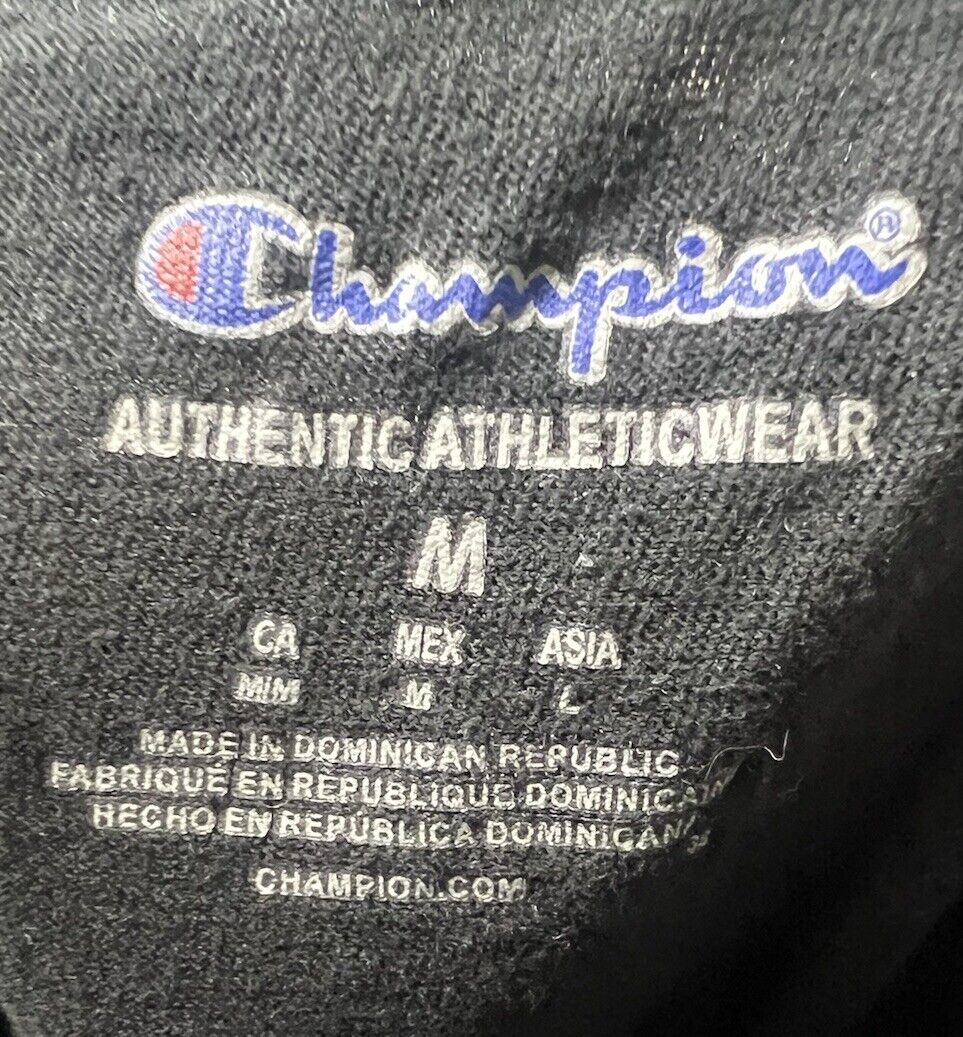 Champion®
AUTHENTIC ATHLETICWEAR
M
CA MEX ASIA
M/M M L
MADE IN DOMINICAN REPUBLIC
FABRIQUÉ EN RÉPUBLIQUE DOMINICAIN
HECHO EN REPÚBLICA DOMINICANA
CHAMPION.COM